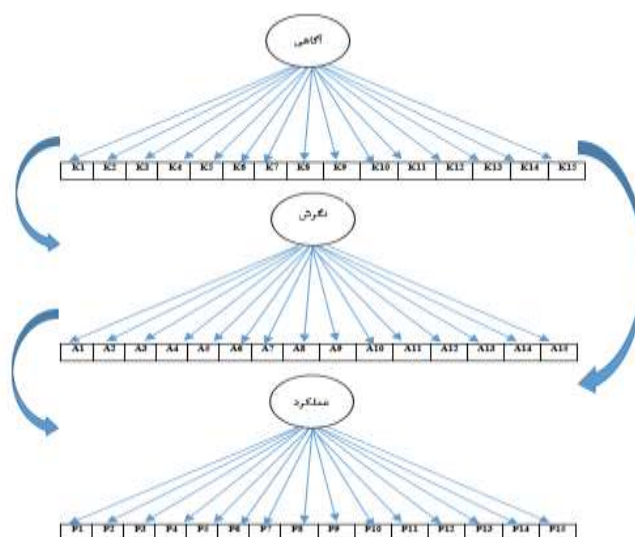 آگاهی
K1 K2 K3 K4 K5 K6 K7 K8 K9 K10 K11 K12 K13 K14 K15
نگرش
A1 A2 A3 A4 A5 A6 A7 A8 A9 A10 A11 A12 A13 A14 A15
عملکرد
P1 P2 P3 P4 P5 P6 P7 P8 P9 P10 P11 P12 P13 P14 P15